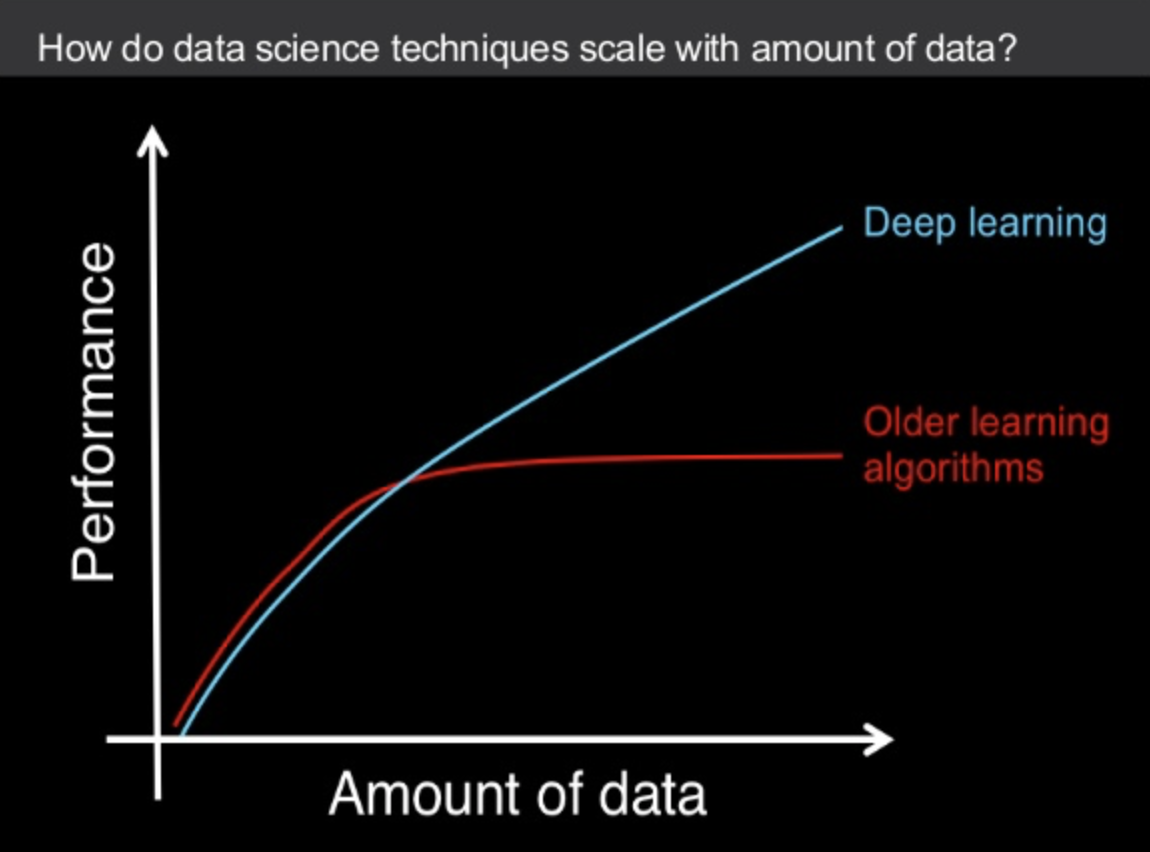 How do data science techniques scale with amount of data?
Performance
Deep learning
Older learning
algorithms
Amount of data